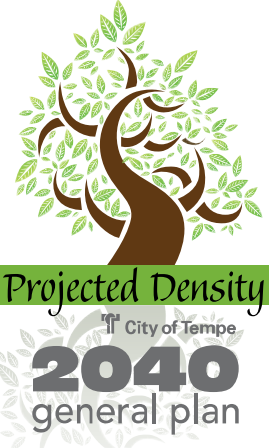 Projected Density
City of Tempe
2040
general plan